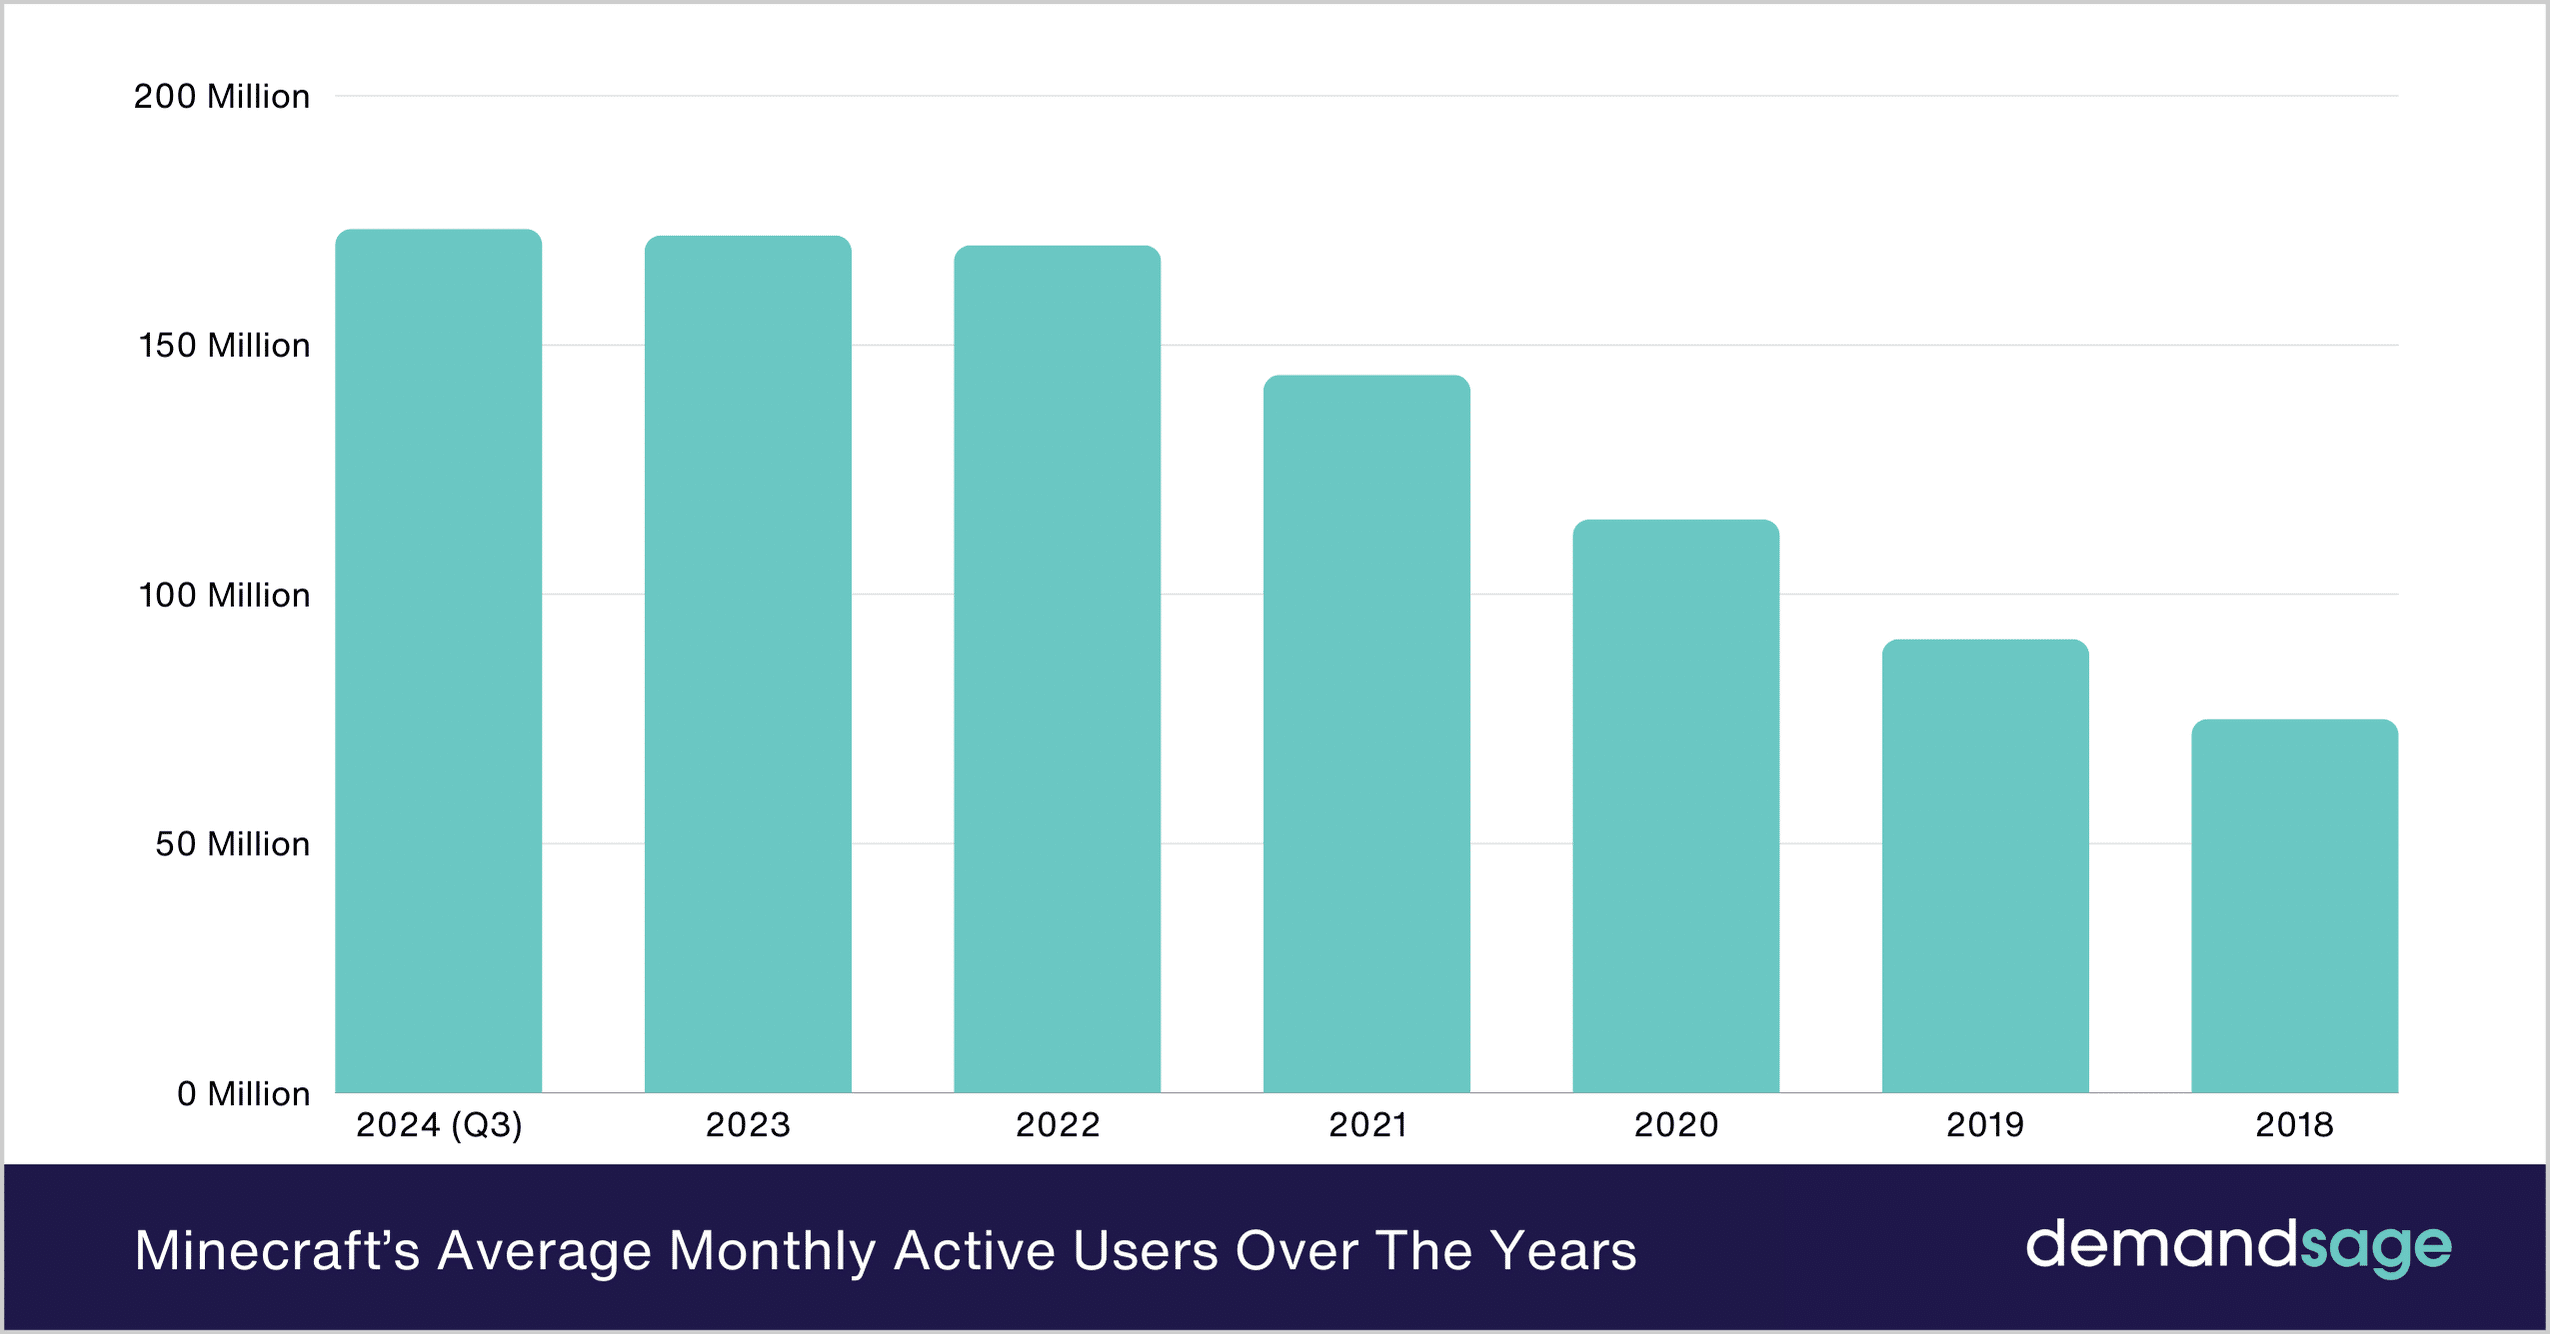 200 Million
150 Million
100 Million
50 Million
0 Million
2024 (Q3) 2023 2022 2021 2020 2019 2018
Minecraft’s Average Monthly Active Users Over The Years
demandsage